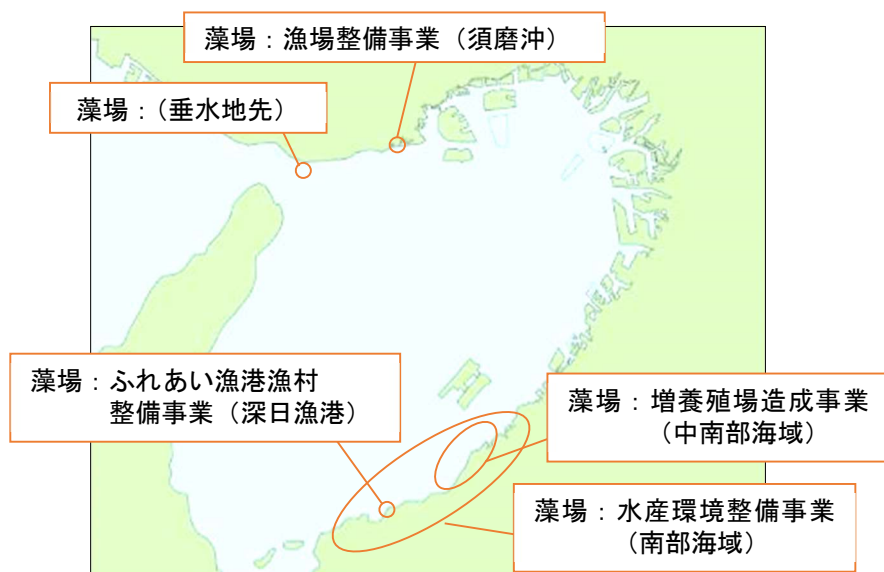 藻場：漁場整備事業（須磨沖）
藻場：（垂水地先）
藻場：ふれあい漁港漁村
整備事業（深日漁港）
藻場：増養殖場造成事業
（中南部海域）
藻場：水産環境整備事業
（南部海域）